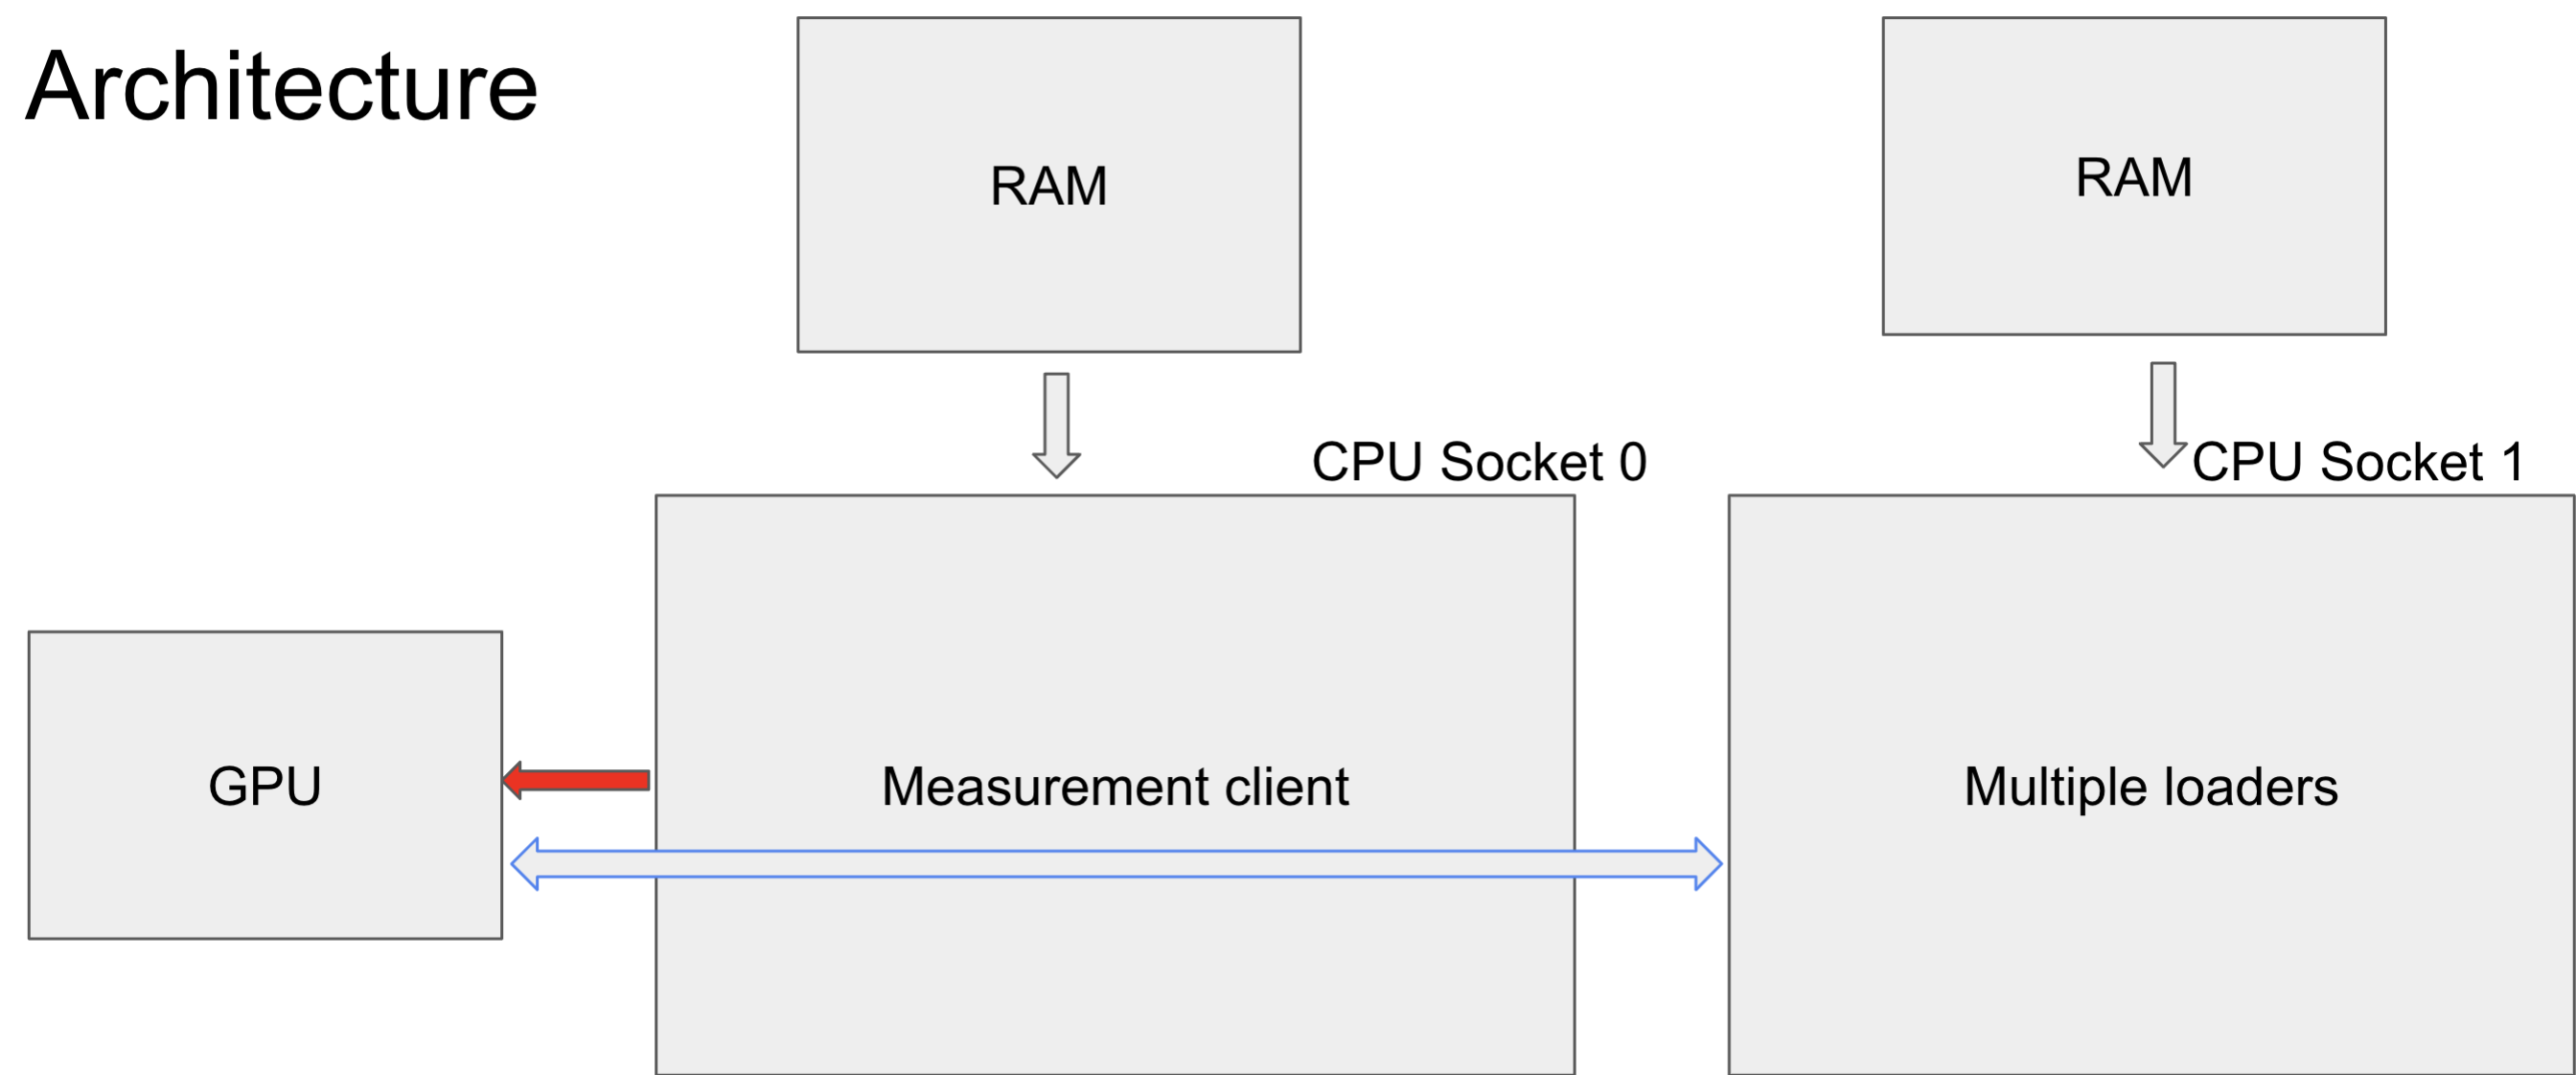 Architecture
RAM
RAM
CPU Socket 0
CPU Socket 1
GPU
Measurement client
Multiple loaders